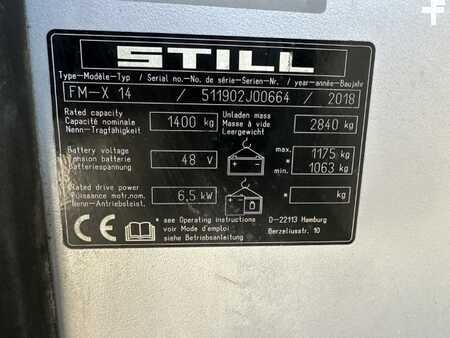 STILL
Type-Modèle-Typ / Serial no.-No. de série-Serien-Nr. / year-année-Baujahr
FM-X 14 / 511902J00664 / 2018
Rated capacity
Capacité nominale
Nenn-Tragfähigkeit
1400 kg
Unladen mass
Masse à vide
Leergewicht
2840 kg
Battery voltage
Tension batterie
Batteriespannung
48 V
max. 1175 kg
*
min. 1063 kg
Rated drive power
Puissance motr.nom.
Nenn-Antriebsleist.
6,5 kW
* kg
CE
* see Operating Instructions
voir Mode d'emploi
siehe Betriebsanleitung
D-22113 Hamburg
Berzeliusstr. 10